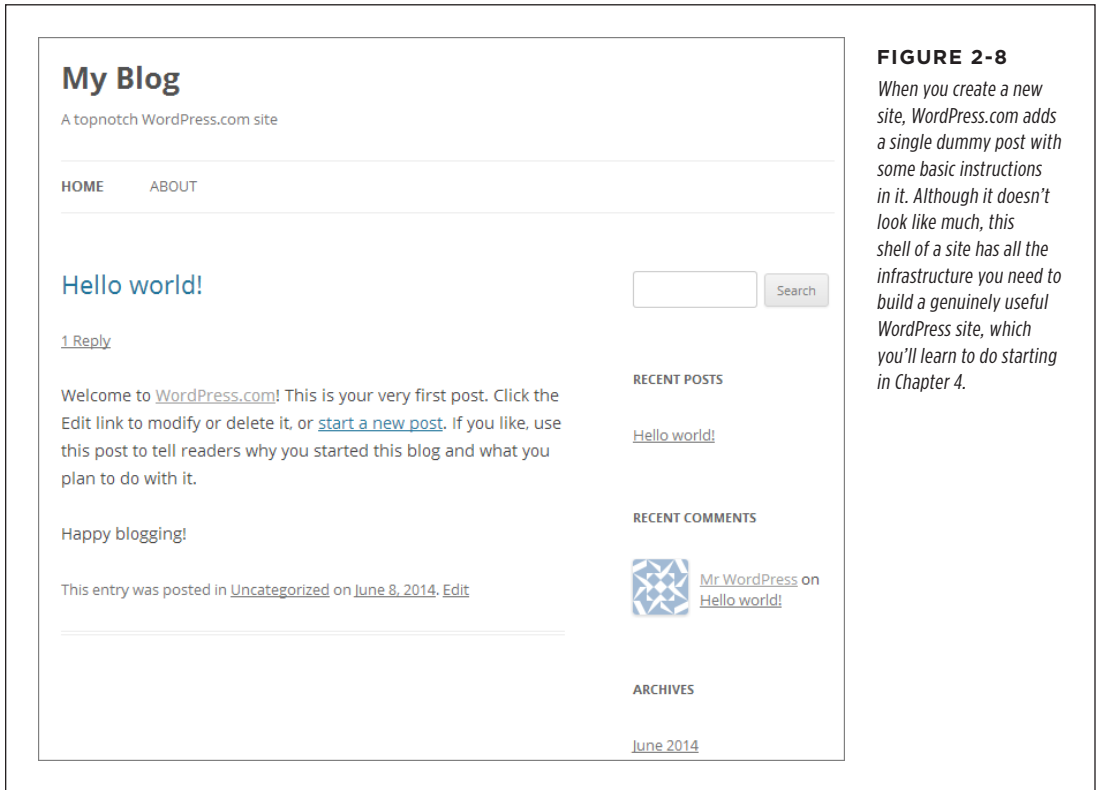 My Blog
A topnotch WordPress.com site
HOME ABOUT
Hello world!
1 Reply
Welcome to WordPress.com! This is your very first post. Click the
Edit link to modify or delete it, or start a new post. If you like, use
this post to tell readers why you started this blog and what you
plan to do with it.
Happy blogging!
This entry was posted in Uncategorized on June 8, 2014. Edit
Search
RECENT POSTS
Hello world!
RECENT COMMENTS
Mr WordPress on
Hello world!
ARCHIVES
June 2014
FIGURE 2-8
When you create a new
site, WordPress.com adds
a single dummy post with
some basic instructions
in it. Although it doesn’t
look like much, this
shell of a site has all the
infrastructure you need to
build a genuinely useful
WordPress site, which
you’ll learn to do starting
in Chapter 4.